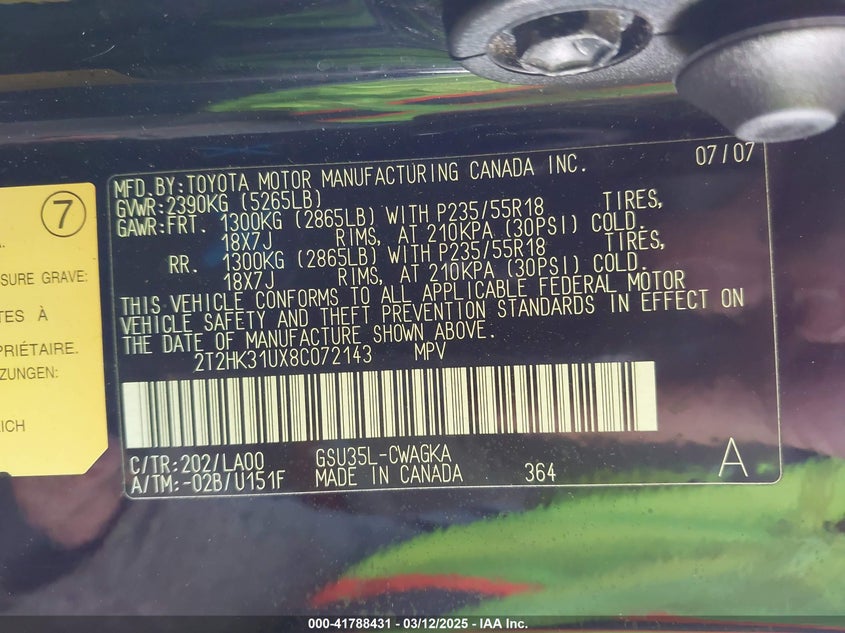 7
A.
SURE GRAVE:
TES À
PRIÉTAIRE.
ZUNGEN:
EICH
MFD.BY:TOYOTA MOTOR MANUFACTURING CANADA INC. 07/07
GVWR:2390KG (5265LB)
GAWR:FRT. 1300KG (2865LB) WITH P235/55R18 TIRES,
18X7J RIMS, AT 210KPA (30PSI) COLD.
RR. 1300KG (2865LB) WITH P235/55R18 TIRES,
18X7J RIMS, AT 210KPA (30PSI) COLD.
THIS VEHICLE CONFORMS TO ALL APPLICABLE FEDERAL MOTOR
VEHICLE SAFETY AND THEFT PREVENTION STANDARDS IN EFFECT ON
THE DATE OF MANUFACTURE SHOWN ABOVE.
2T2HK31UX8C072143 MPV
C/TR:202/LA00 GSU35L-CWAGKA
A/TM:-02B/U151F MADE IN CANADA 364 A
000-41788431 - 03/12/2025 - IAA Inc.